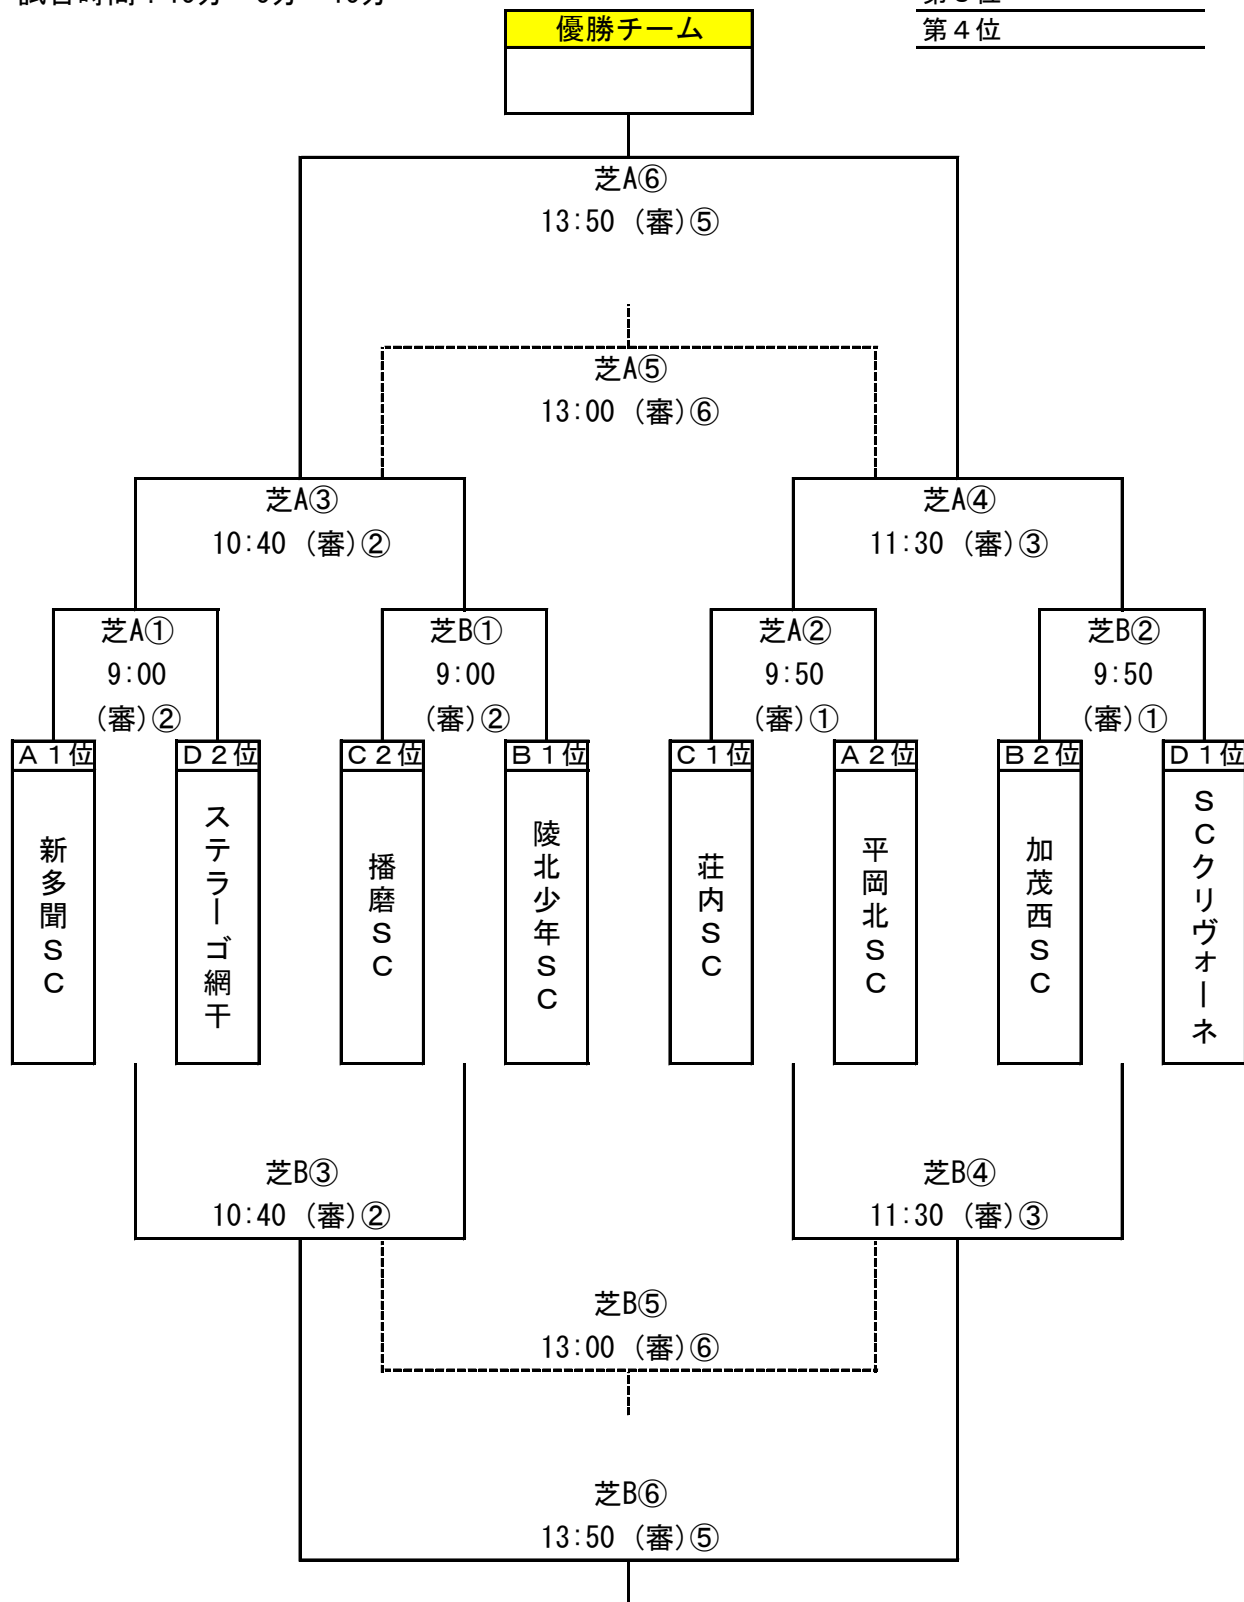 優勝チーム
第４位
芝A⑥
13:50 (審)⑤
芝A⑤
13:00 (審)⑥
芝A③
10:40 (審)②
芝A④
11:30 (審)③
芝A①
9:00
(審)②
芝B①
9:00
(審)②
芝A②
9:50
(審)①
芝B②
9:50
(審)①
A１位
D２位
C２位
B１位
C１位
A２位
B２位
D１位
新多聞SC
ステラーゴ網干
播磨SC
陵北少年SC
荘内SC
平岡北SC
加茂西SC
SCクリヴォーネ
芝B③
10:40 (審)②
芝B④
11:30 (審)③
芝B⑤
13:00 (審)⑥
芝B⑥
13:50 (審)⑤